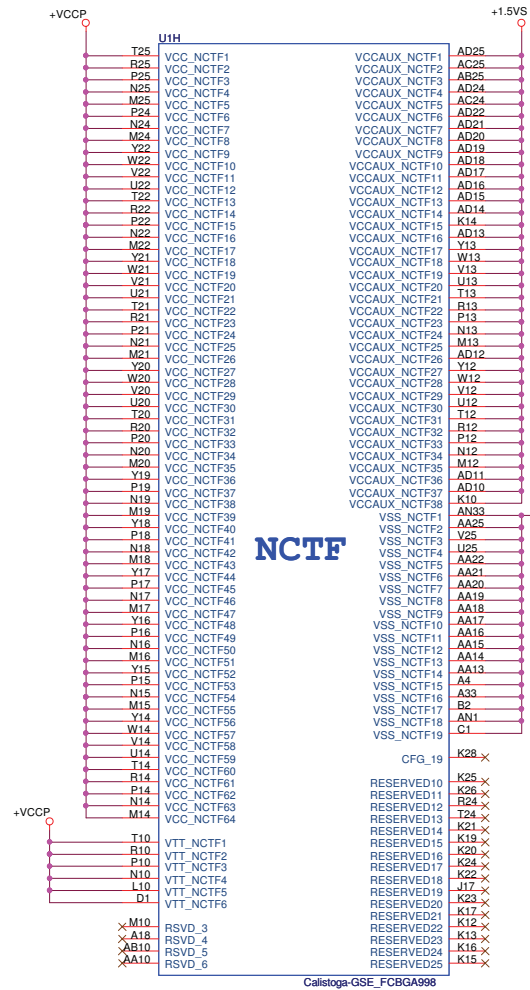 +VCCP
+1.5VS
U1H
T25 VCC_NCTF1
R25 VCC_NCTF2
P25 VCC_NCTF3
N25 VCC_NCTF4
M25 VCC_NCTF5
P24 VCC_NCTF6
N24 VCC_NCTF7
M24 VCC_NCTF8
Y22 VCC_NCTF9
W22 VCC_NCTF10
V22 VCC_NCTF11
U22 VCC_NCTF12
T22 VCC_NCTF13
R22 VCC_NCTF14
P22 VCC_NCTF15
N22 VCC_NCTF16
M22 VCC_NCTF17
Y21 VCC_NCTF18
W21 VCC_NCTF19
V21 VCC_NCTF20
U21 VCC_NCTF21
T21 VCC_NCTF22
R21 VCC_NCTF23
P21 VCC_NCTF24
N21 VCC_NCTF25
M21 VCC_NCTF26
Y20 VCC_NCTF27
W20 VCC_NCTF28
V20 VCC_NCTF29
U20 VCC_NCTF30
T20 VCC_NCTF31
R20 VCC_NCTF32
P20 VCC_NCTF33
N20 VCC_NCTF34
M20 VCC_NCTF35
Y19 VCC_NCTF36
P19 VCC_NCTF37
N19 VCC_NCTF38
M19 VCC_NCTF39
Y18 VCC_NCTF40
P18 VCC_NCTF41
N18 VCC_NCTF42
M18 VCC_NCTF43
Y17 VCC_NCTF44
P17 VCC_NCTF45
N17 VCC_NCTF46
M17 VCC_NCTF47
Y16 VCC_NCTF48
P16 VCC_NCTF49
N16 VCC_NCTF50
M16 VCC_NCTF51
Y15 VCC_NCTF52
P15 VCC_NCTF53
N15 VCC_NCTF54
M15 VCC_NCTF55
Y14 VCC_NCTF56
W14 VCC_NCTF57
V14 VCC_NCTF58
U14 VCC_NCTF59
T14 VCC_NCTF60
R14 VCC_NCTF61
P14 VCC_NCTF62
N14 VCC_NCTF63
M14 VCC_NCTF64
+VCCP
T10 VTT_NCTF1
R10 VTT_NCTF2
P10 VTT_NCTF3
N10 VTT_NCTF4
L10 VTT_NCTF5
D1 VTT_NCTF6
M10 RSVD_3
A18 RSVD_4
AB10 RSVD_5
AA10 RSVD_6
NCTF
VCCAUX_NCTF1 AD25
VCCAUX_NCTF2 AC25
VCCAUX_NCTF3 AB25
VCCAUX_NCTF4 AD24
VCCAUX_NCTF5 AC24
VCCAUX_NCTF6 AD22
VCCAUX_NCTF7 AD21
VCCAUX_NCTF8 AD20
VCCAUX_NCTF9 AD19
VCCAUX_NCTF10 AD18
VCCAUX_NCTF11 AD17
VCCAUX_NCTF12 AD16
VCCAUX_NCTF13 AD15
VCCAUX_NCTF14 AD14
VCCAUX_NCTF15 K14
VCCAUX_NCTF16 AD13
VCCAUX_NCTF17 Y13
VCCAUX_NCTF18 W13
VCCAUX_NCTF19 V13
VCCAUX_NCTF20 U13
VCCAUX_NCTF21 T13
VCCAUX_NCTF22 R13
VCCAUX_NCTF23 P13
VCCAUX_NCTF24 N13
VCCAUX_NCTF25 M13
VCCAUX_NCTF26 AD12
VCCAUX_NCTF27 Y12
VCCAUX_NCTF28 W12
VCCAUX_NCTF29 V12
VCCAUX_NCTF30 U12
VCCAUX_NCTF31 T12
VCCAUX_NCTF32 R12
VCCAUX_NCTF33 P12
VCCAUX_NCTF34 N12
VCCAUX_NCTF35 M12
VCCAUX_NCTF36 AD11
VCCAUX_NCTF37 AD10
VCCAUX_NCTF38 K10
VSS_NCTF1 AN33
VSS_NCTF2 AA25
VSS_NCTF3 V25
VSS_NCTF4 U25
VSS_NCTF5 AA22
VSS_NCTF6 AA21
VSS_NCTF7 AA20
VSS_NCTF8 AA19
VSS_NCTF9 AA18
VSS_NCTF10 AA17
VSS_NCTF11 AA16
VSS_NCTF12 AA15
VSS_NCTF13 AA14
VSS_NCTF14 AA13
VSS_NCTF15 A4
VSS_NCTF16 A33
VSS_NCTF17 B2
VSS_NCTF18 AN1
VSS_NCTF19 C1
CFG_19 K28
RESERVED10 K25
RESERVED11 K26
RESERVED12 R24
RESERVED13 T24
RESERVED14 K21
RESERVED15 K19
RESERVED16 K20
RESERVED17 K24
RESERVED18 K22
RESERVED19 J17
RESERVED20 K23
RESERVED21 K17
RESERVED22 K12
RESERVED23 K13
RESERVED24 K16
RESERVED25 K15
Calistoga-GSE_FCBGA998